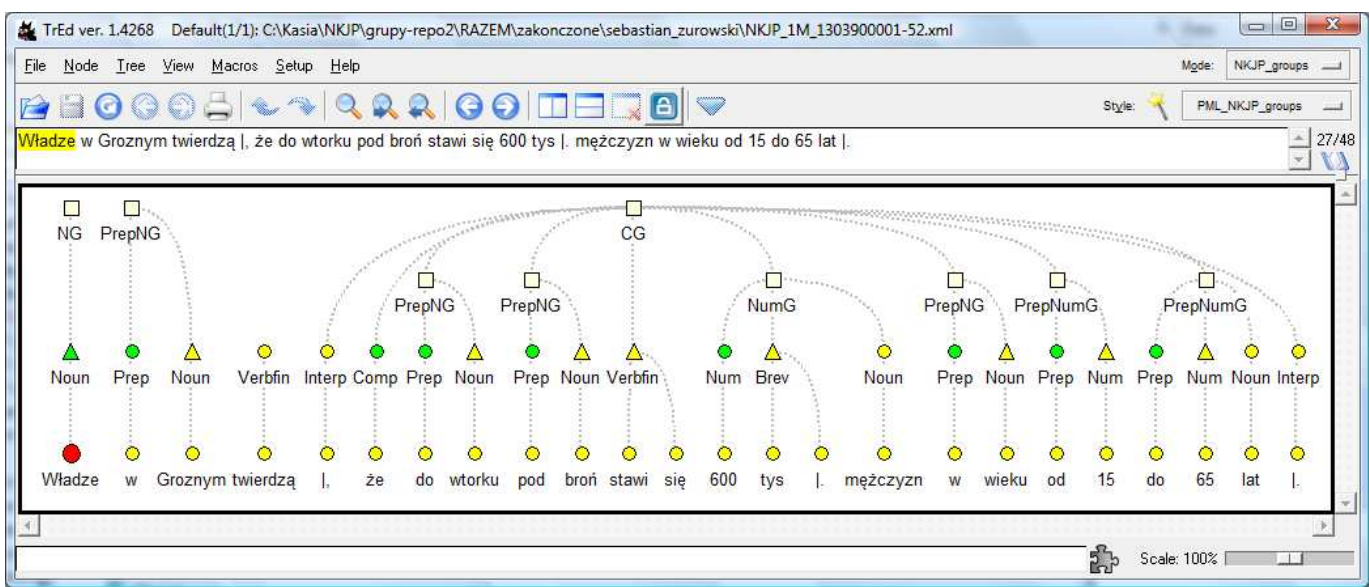 TrEd ver. 1.4268 Default(1/1): C:\Kasia\NKJP\grupy-repo2\RAZEM\zakonczone\sebastian_zurowski\NKJP_1M_1303900001-52.xml
File Node Tree View Macros Setup Help Mode: NKJP_groups
Style: PML_NKJP_groups
Władze w Groznym twierdzą |, że do wtorku pod broń stawi się 600 tys |. mężczyzn w wieku od 15 do 65 lat |. 27/48
NG PrepNG CG
PrepNG PrepNG NumG PrepNG PrepNumG PrepNumG
Noun Prep Noun Verbfin Interp Comp Prep Noun Prep Noun Verbfin Num Brev Noun Prep Noun Prep Num Prep Num Noun Interp
Władze w Groznym twierdzą |, że do wtorku pod broń stawi się 600 tys |. mężczyzn w wieku od 15 do 65 lat |.
Scale: 100%